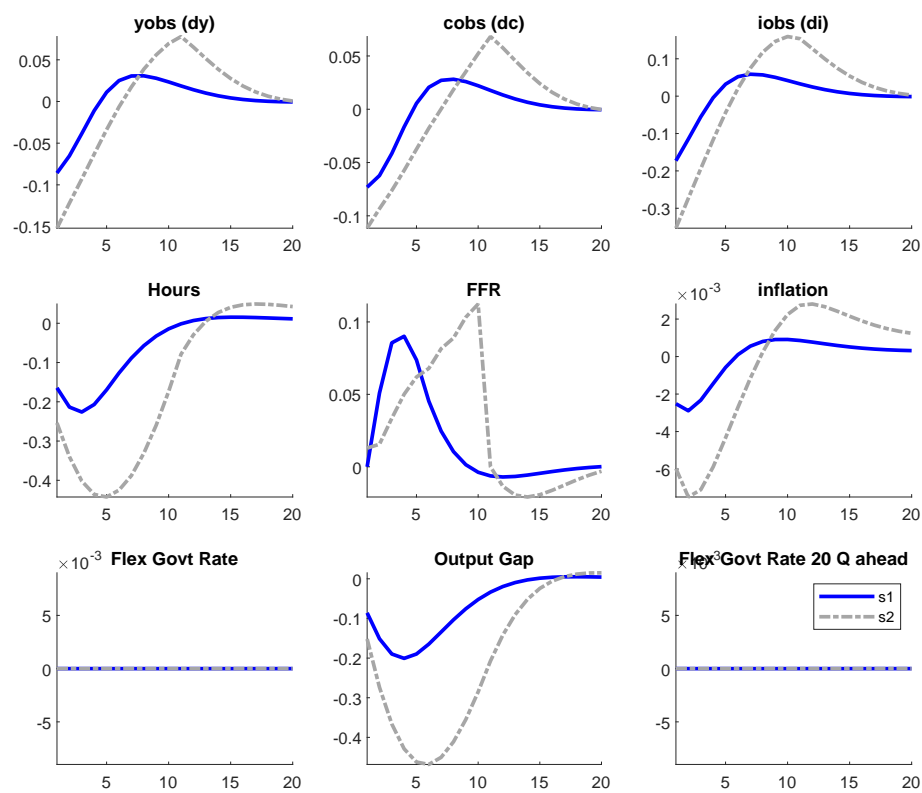 yobs (dy)
0.05
0
-0.05
-0.1
-0.15
5 10 15 20
cobs (dc)
0.05
0
-0.05
-0.1
5 10 15 20
iobs (di)
0.1
0
-0.1
-0.2
-0.3
5 10 15 20
Hours
0
-0.1
-0.2
-0.3
-0.4
5 10 15 20
FFR
0.1
0.05
0
5 10 15 20
inflation
×10-3
2
0
-2
-4
-6
5 10 15 20
Flex Govt Rate
×10-3
5
0
-5
5 10 15 20
Output Gap
0
-0.1
-0.2
-0.3
-0.4
5 10 15 20
Flex Govt Rate 20 Q ahead
×10-3
5
0
-5
5 10 15 20
s1
s2